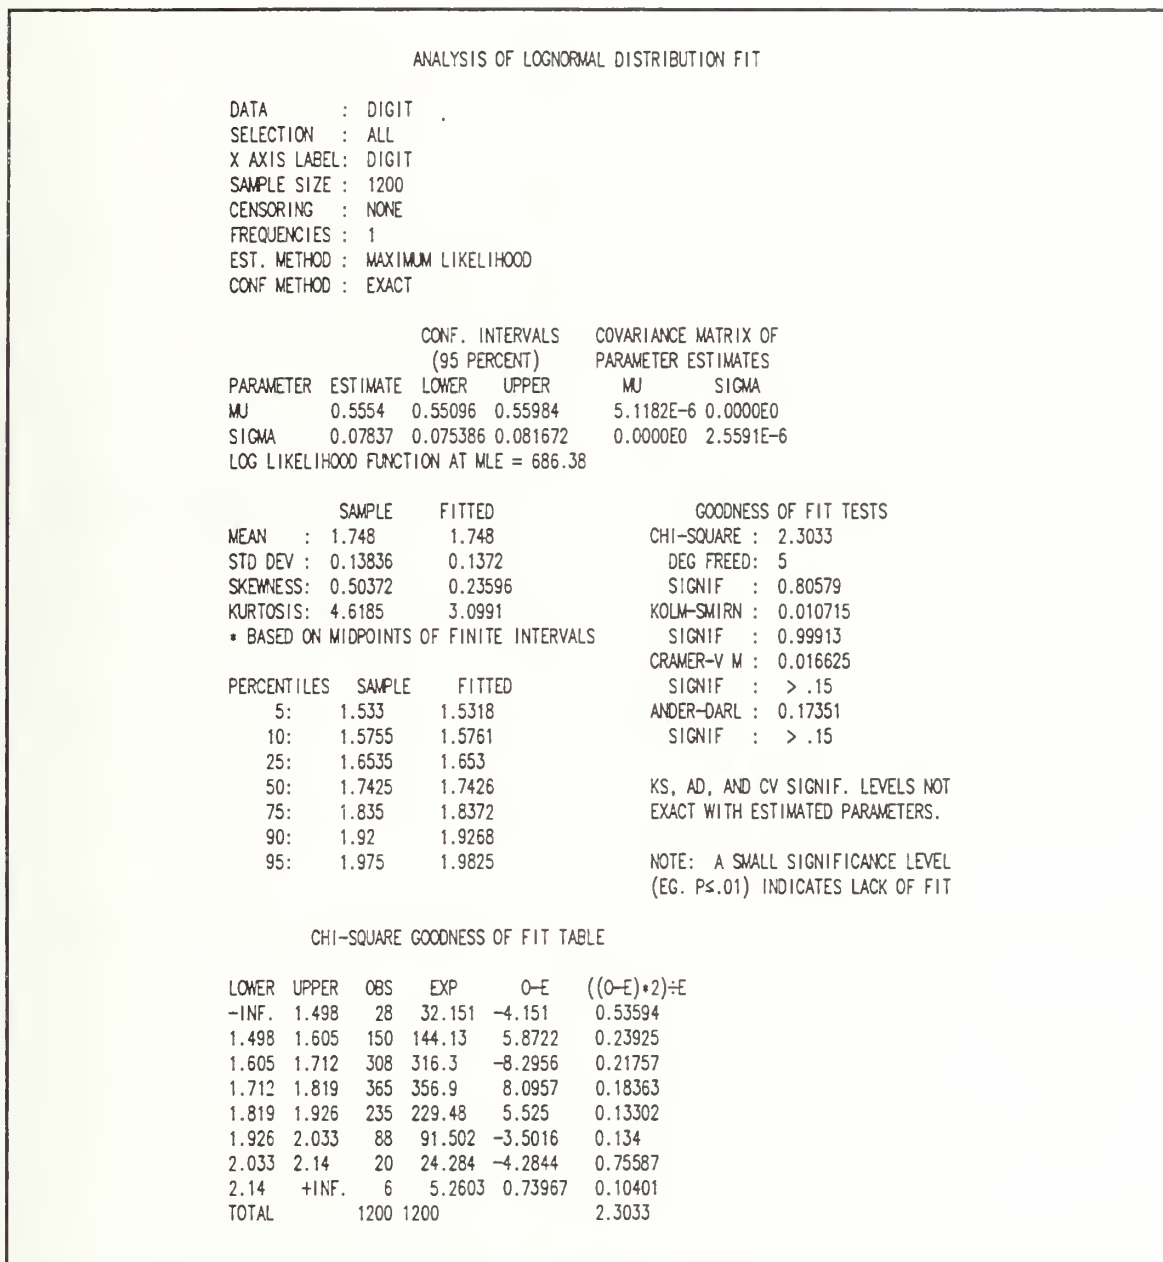 ANALYSIS OF LOGNORMAL DISTRIBUTION FIT
DATA : DIGIT
SELECTION : ALL
X AXIS LABEL: DIGIT
SAMPLE SIZE : 1200
CENSORING : NONE
FREQUENCIES : 1
EST. METHOD : MAXIMUM LIKELIHOOD
CONF METHOD : EXACT
CONF. INTERVALS COVARIANCE MATRIX OF
(95 PERCENT) PARAMETER ESTIMATES
PARAMETER ESTIMATE LOWER UPPER MU SIGMA
MU 0.5554 0.55096 0.55984 5.1182E-6 0.0000E0
SIGMA 0.07837 0.075386 0.081672 0.0000E0 2.5591E-6
LOG LIKELIHOOD FUNCTION AT MLE = 686.38
SAMPLE FITTED
MEAN : 1.748 1.748
STD DEV : 0.13836 0.1372
SKEWNESS: 0.50372 0.23596
KURTOSIS: 4.6185 3.0991
* BASED ON MIDPOINTS OF FINITE INTERVALS
PERCENTILES SAMPLE FITTED
5: 1.533 1.5318
10: 1.5755 1.5761
25: 1.6535 1.653
50: 1.7425 1.7426
75: 1.835 1.8372
90: 1.92 1.9268
95: 1.975 1.9825
GOODNESS OF FIT TESTS
CHI-SQUARE : 2.3033
DEG FREED: 5
SIGNIF : 0.80579
KOLM-SMIRN : 0.010715
SIGNIF : 0.99913
CRAMER-V M : 0.016625
SIGNIF : > .15
ANDER-DARL : 0.17351
SIGNIF : > .15
KS, AD, AND CV SIGNIF. LEVELS NOT
EXACT WITH ESTIMATED PARAMETERS.
NOTE: A SMALL SIGNIFICANCE LEVEL
(EG. P≤.01) INDICATES LACK OF FIT
CHI-SQUARE GOODNESS OF FIT TABLE
LOWER UPPER OBS EXP O-E ((O-E)*2)÷E
-INF. 1.498 28 32.151 -4.151 0.53594
1.498 1.605 150 144.13 5.8722 0.23925
1.605 1.712 308 316.3 -8.2956 0.21757
1.712 1.819 365 356.9 8.0957 0.18363
1.819 1.926 235 229.48 5.525 0.13302
1.926 2.033 88 91.502 -3.5016 0.134
2.033 2.14 20 24.284 -4.2844 0.75587
2.14 +INF. 6 5.2603 0.73967 0.10401
TOTAL 1200 1200 2.3033